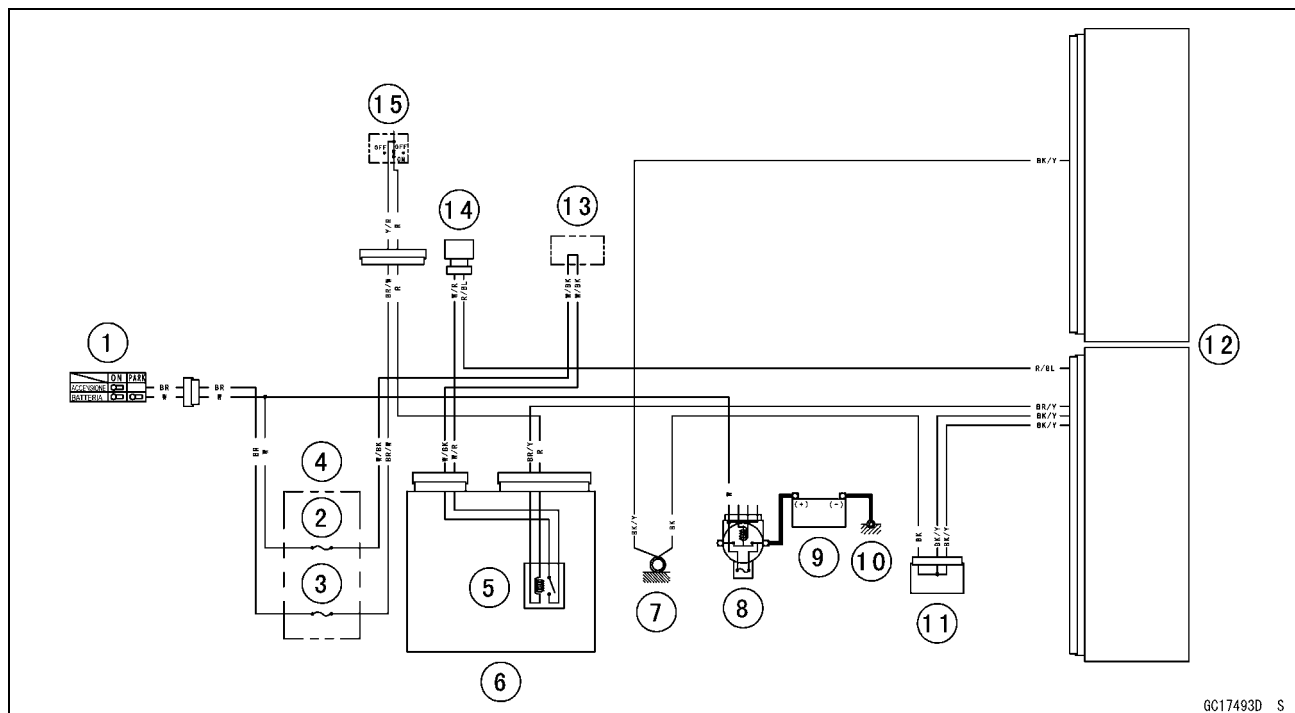 15
OFF OFF
ON
14
13
Y/R
R
BK/Y
BR/W
R
W/R
R/BL
W/BK
W/BK
1
ON PARK
ACCENSIONE
BATTERIA
BR
W
BR
W
12
R/BL
BR/Y
BK/Y
BK/Y
BR
W
4
W/BK
BR/W
W/BK
W/R
BR/Y
R
2
3
5
6
BK/Y
BK
7
W
8
(+) (-)
9
10
BK
BK/Y
BK/Y
11
GC17493D S